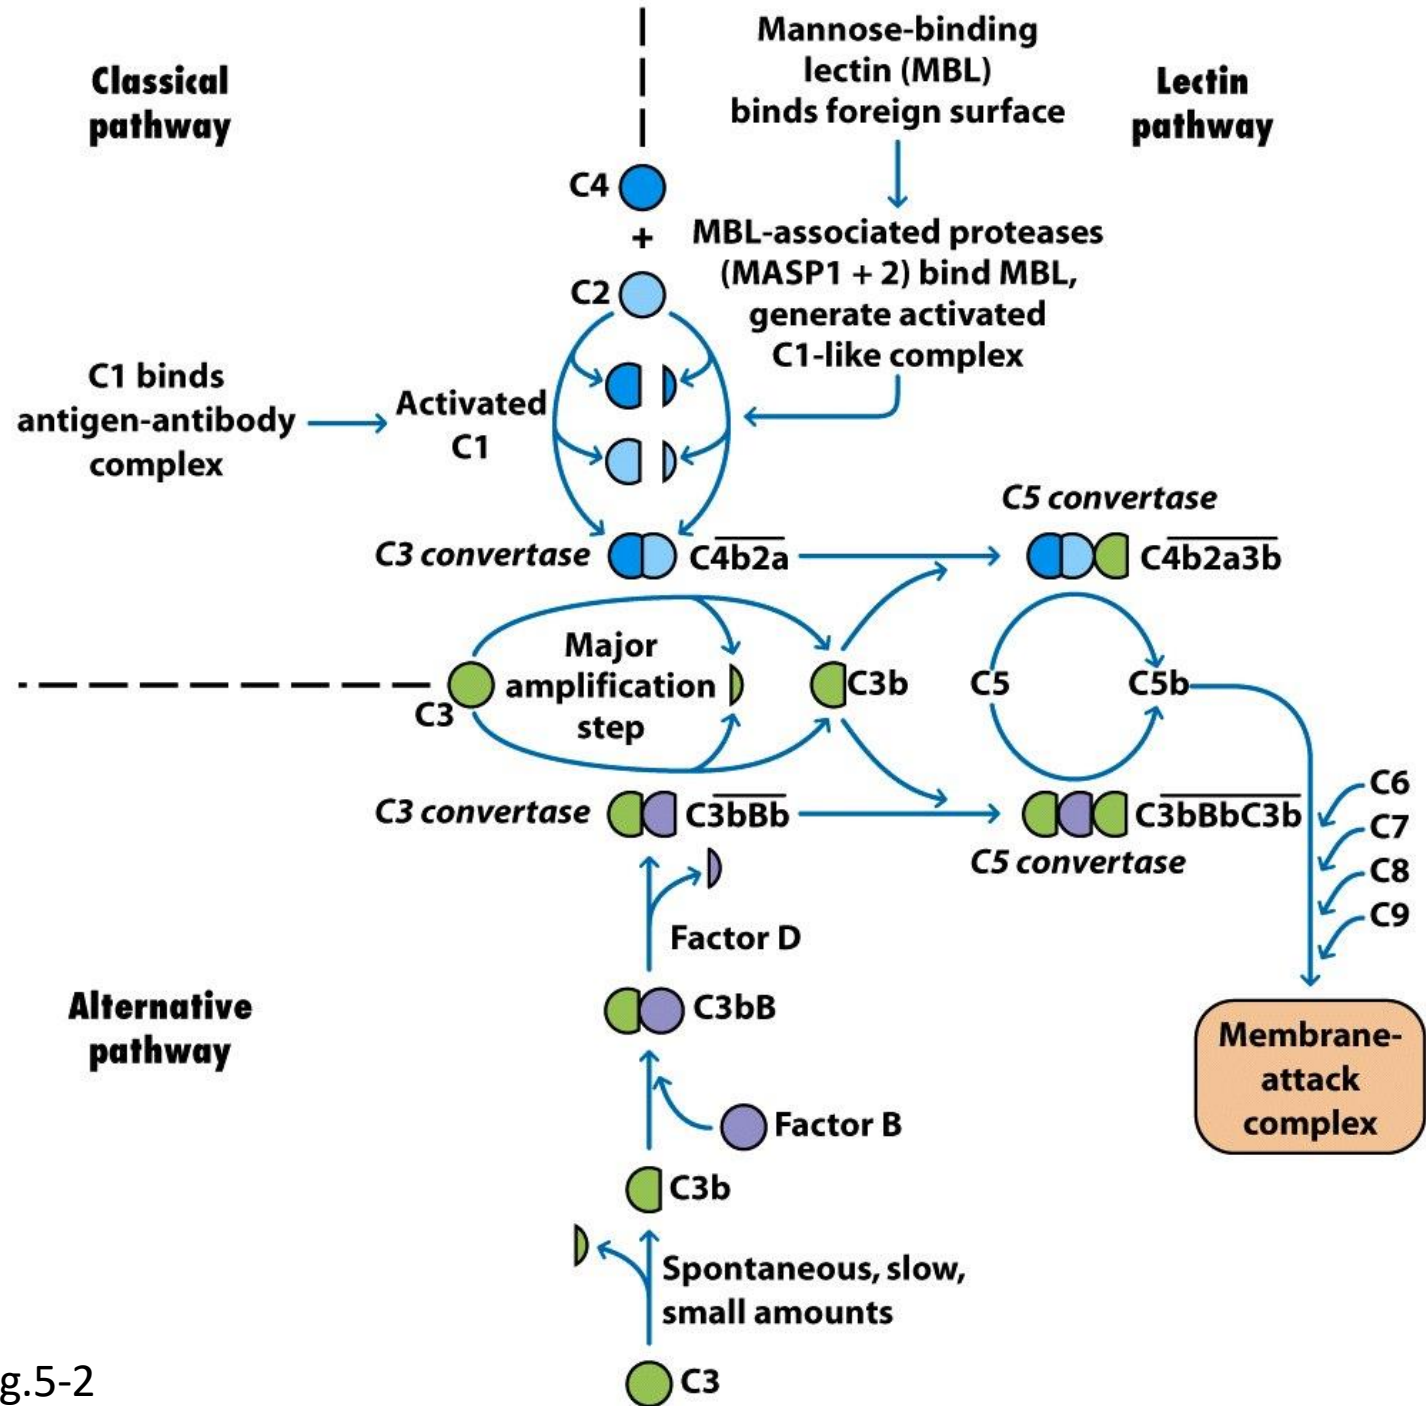 Classical
pathway
Mannose-binding
lectin (MBL)
binds foreign surface
Lectin
pathway
C4
+
C2
MBL-associated proteases
(MASP1 + 2) bind MBL,
generate activated
C1-like complex
C1 binds
antigen-antibody
complex
Activated
C1
C5 convertase
C3 convertase
C4b2a
C4b2a3b
Major
amplification
step
C3
C3b
C5
C5b
C3 convertase
C3bBb
C3bBbC3b
C5 convertase
C6
C7
C8
C9
Factor D
Alternative
pathway
C3bB
Membrane-
attack
complex
Factor B
C3b
Spontaneous, slow,
small amounts
C3
g.5-2